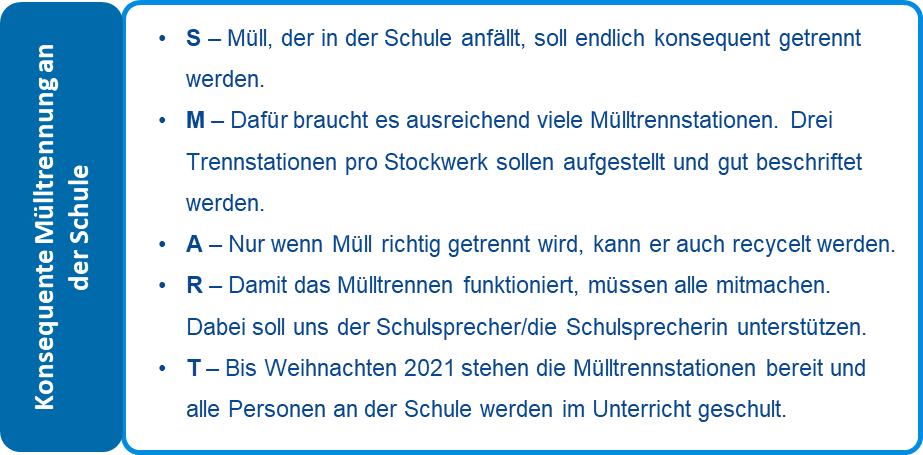 Konsequente Mülltrennung an
der Schule
• S – Müll, der in der Schule anfällt, soll endlich konsequent getrennt
werden.
• M – Dafür braucht es ausreichend viele Mülltrennstationen. Drei
Trennstationen pro Stockwerk sollen aufgestellt und gut beschriftet
werden.
• A – Nur wenn Müll richtig getrennt wird, kann er auch recycelt werden.
• R – Damit das Mülltrennen funktioniert, müssen alle mitmachen.
Dabei soll uns der Schulsprecher/die Schulsprecherin unterstützen.
• T – Bis Weihnachten 2021 stehen die Mülltrennstationen bereit und
alle Personen an der Schule werden im Unterricht geschult.